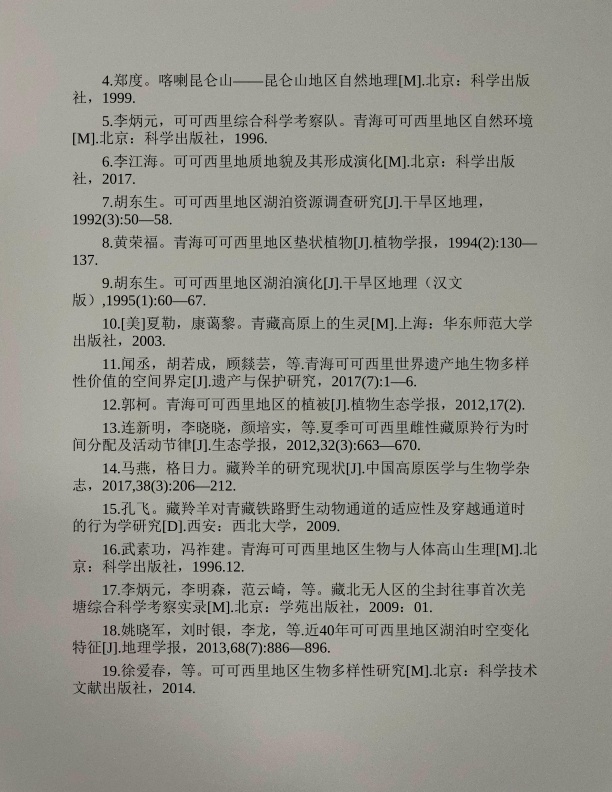 4.郑度。喀喇昆仑山——昆仑山地区自然地理[M].北京：科学出版
社，1999.
5.李炳元，可可西里综合科学考察队。青海可可西里地区自然环境
[M].北京：科学出版社，1996.
6.李江海。可可西里地质地貌及其形成演化[M].北京：科学出版
社，2017.
7.胡东生。可可西里地区湖泊资源调查研究[J].干旱区地理，
1992(3):50—58.
8.黄荣福。青海可可西里地区垫状植物[J].植物学报，1994(2):130—
137.
9.胡东生。可可西里地区湖泊演化[J].干旱区地理（汉文
版）,1995(1):60—67.
10.[美]夏勒，康蔼黎。青藏高原上的生灵[M].上海：华东师范大学
出版社，2003.
11.闻丞，胡若成，顾燚芸，等.青海可可西里世界遗产地生物多样
性价值的空间界定[J].遗产与保护研究，2017(7):1—6.
12.郭柯。青海可可西里地区的植被[J].植物生态学报，2012,17(2).
13.连新明，李晓晓，颜培实，等.夏季可可西里雌性藏原羚行为时
间分配及活动节律[J].生态学报，2012,32(3):663—670.
14.马燕，格日力。藏羚羊的研究现状[J].中国高原医学与生物学杂
志，2017,38(3):206—212.
15.孔飞。藏羚羊对青藏铁路野生动物通道的适应性及穿越通道时
的行为学研究[D].西安：西北大学，2009.
16.武素功，冯祚建。青海可可西里地区生物与人体高山生理[M].北
京：科学出版社，1996.12.
17.李炳元，李明森，范云崎，等。藏北无人区的尘封往事首次羌
塘综合科学考察实录[M].北京：学苑出版社，2009：01.
18.姚晓军，刘时银，李龙，等.近40年可可西里地区湖泊时空变化
特征[J].地理学报，2013,68(7):886—896.
19.徐爱春，等。可可西里地区生物多样性研究[M].北京：科学技术
文献出版社，2014.